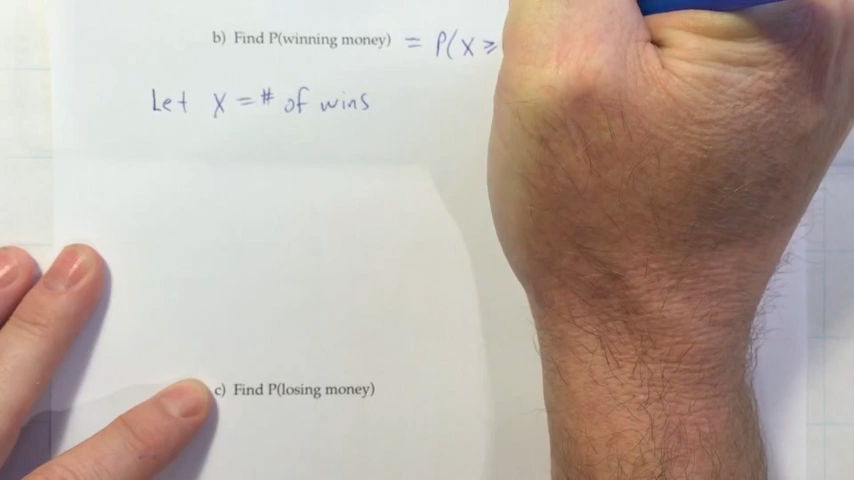 b) Find P(winning money) = P(X ≥
Let X = # of wins
c) Find P(losing money)